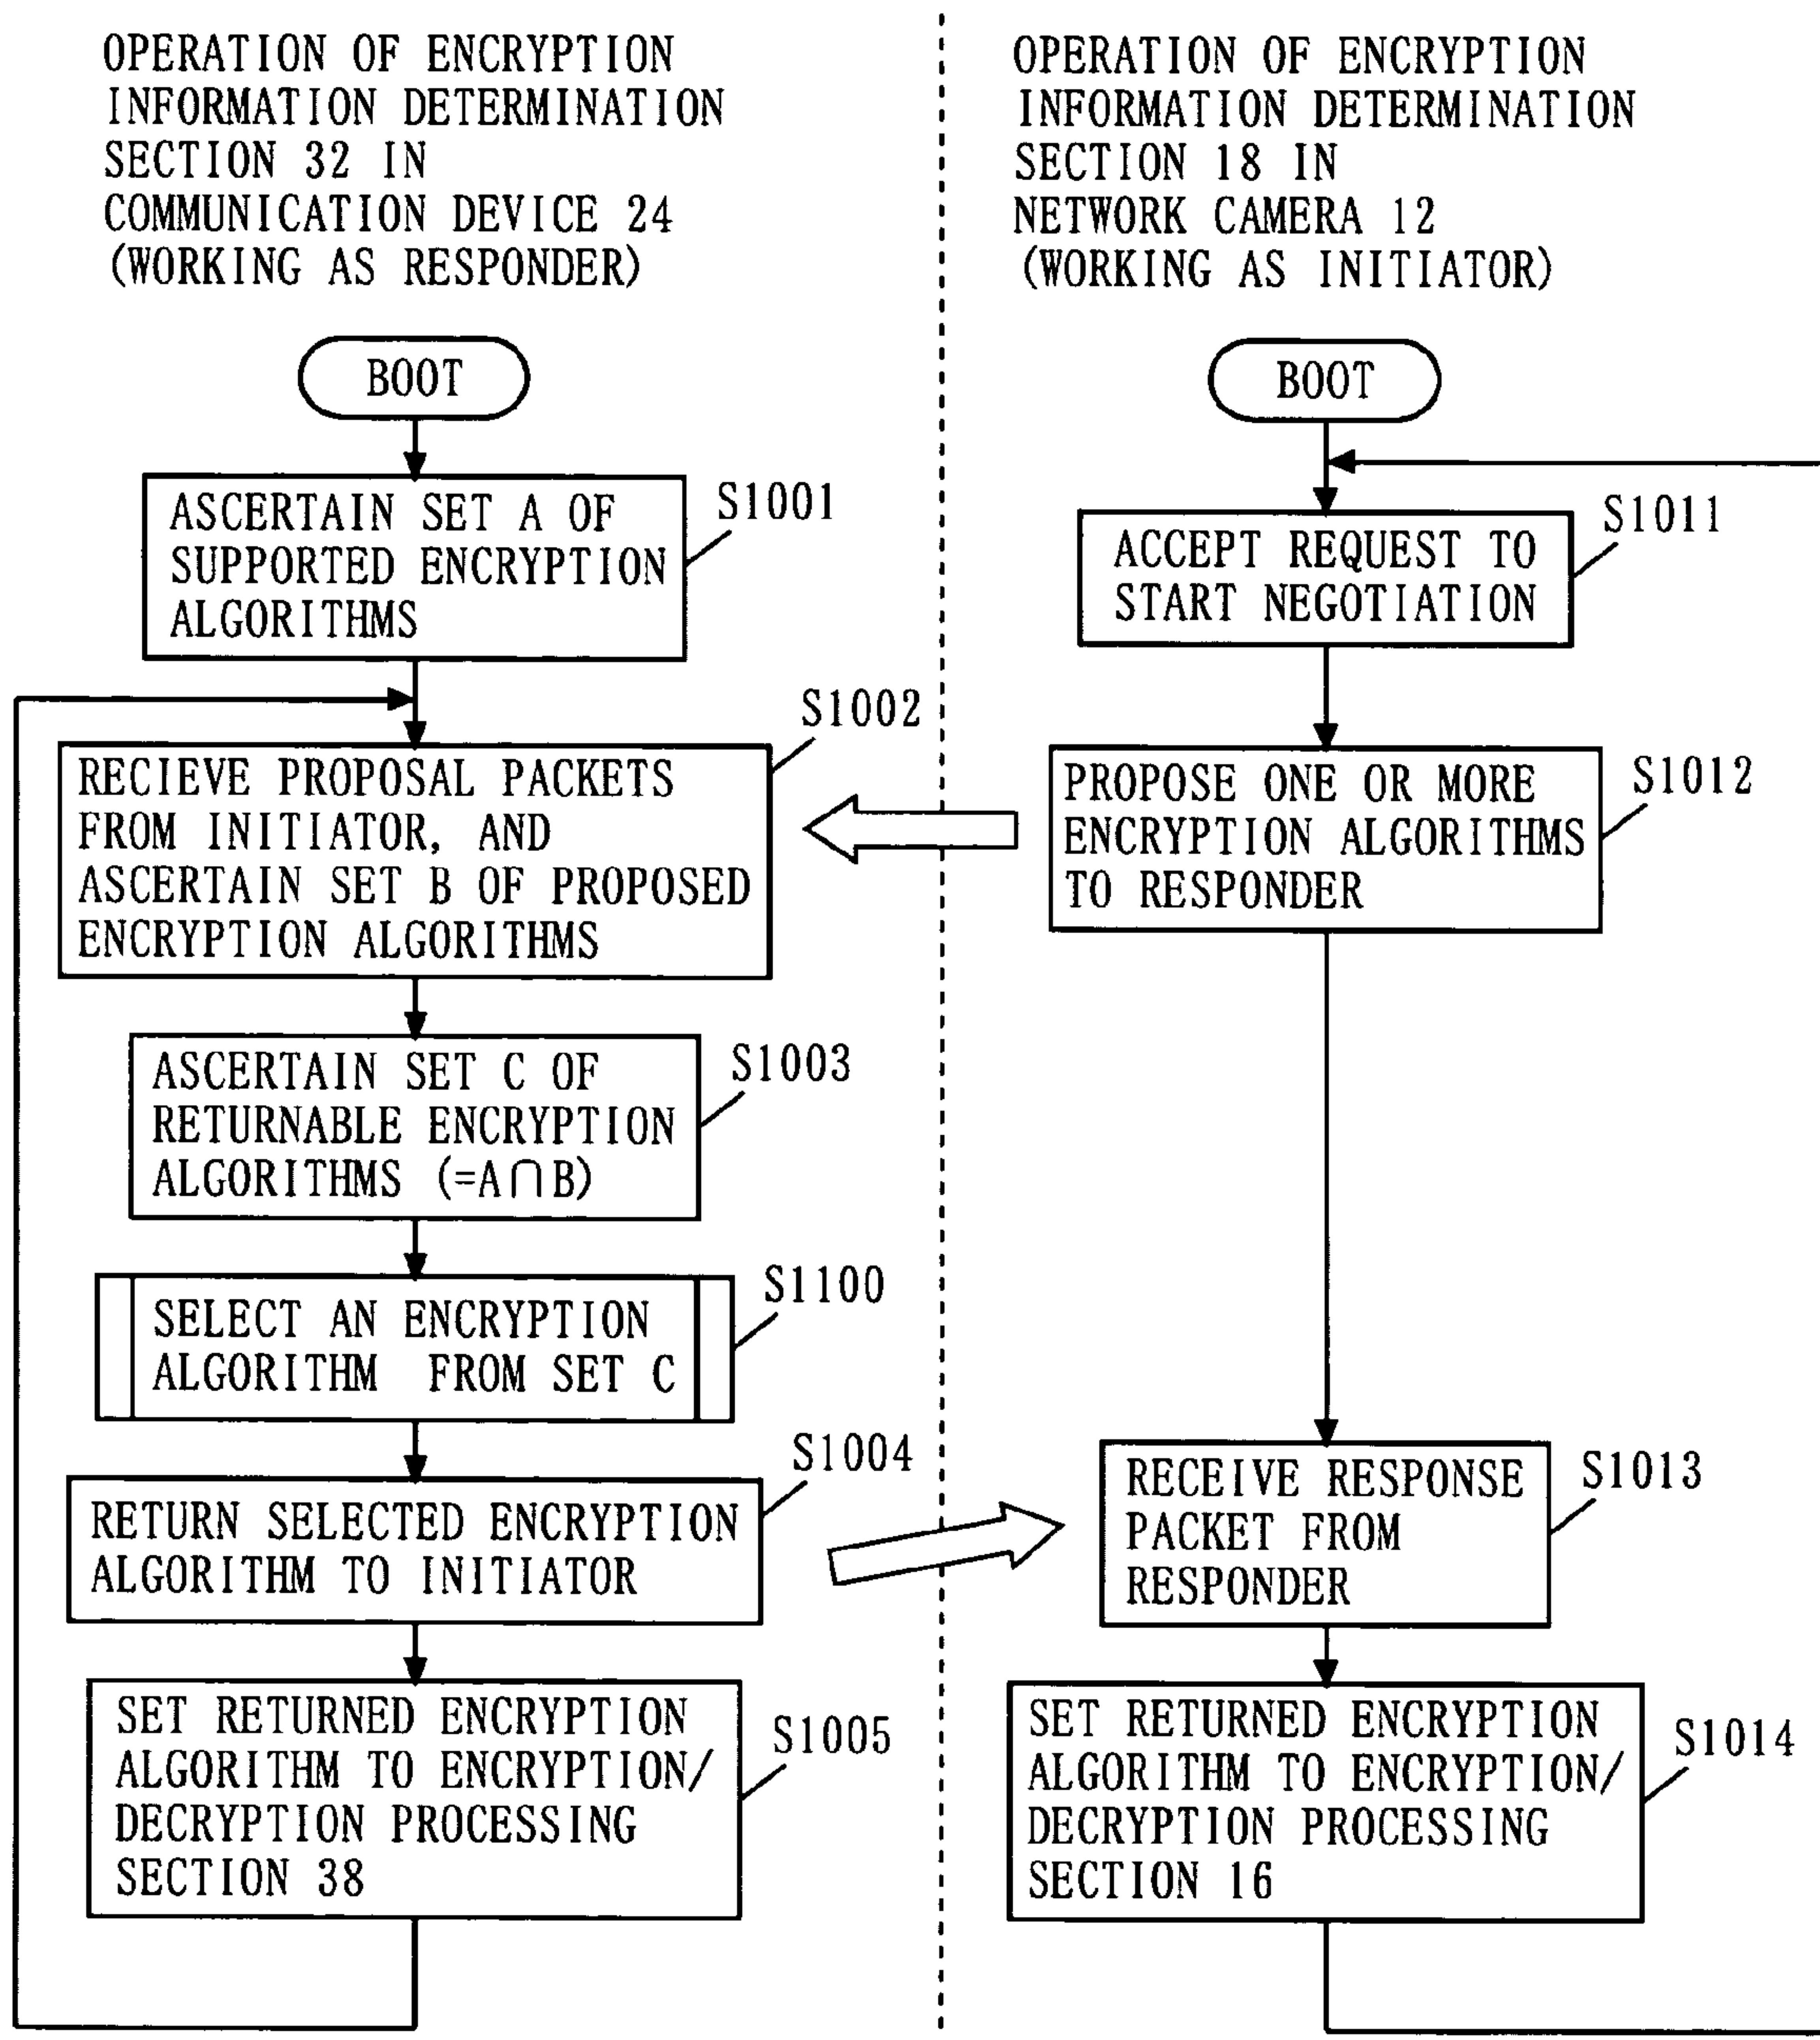 OPERATION OF ENCRYPTION
INFORMATION DETERMINATION
SECTION 32 IN
COMMUNICATION DEVICE 24
(WORKING AS RESPONDER)
BOOT
ASCERTAIN SET A OF
SUPPORTED ENCRYPTION
ALGORITHMS
S1001
RECIEVE PROPOSAL PACKETS
FROM INITIATOR, AND
ASCERTAIN SET B OF PROPOSED
ENCRYPTION ALGORITHMS
S1002
ASCERTAIN SET C OF
RETURNABLE ENCRYPTION
ALGORITHMS (=A∩B)
S1003
SELECT AN ENCRYPTION
ALGORITHM FROM SET C
S1100
RETURN SELECTED ENCRYPTION
ALGORITHM TO INITIATOR
S1004
SET RETURNED ENCRYPTION
ALGORITHM TO ENCRYPTION/
DECRYPTION PROCESSING
SECTION 38
S1005
OPERATION OF ENCRYPTION
INFORMATION DETERMINATION
SECTION 18 IN
NETWORK CAMERA 12
(WORKING AS INITIATOR)
BOOT
ACCEPT REQUEST TO
START NEGOTIATION
S1011
PROPOSE ONE OR MORE
ENCRYPTION ALGORITHMS
TO RESPONDER
S1012
RECEIVE RESPONSE
PACKET FROM
RESPONDER
S1013
SET RETURNED ENCRYPTION
ALGORITHM TO ENCRYPTION/
DECRYPTION PROCESSING
SECTION 16
S1014